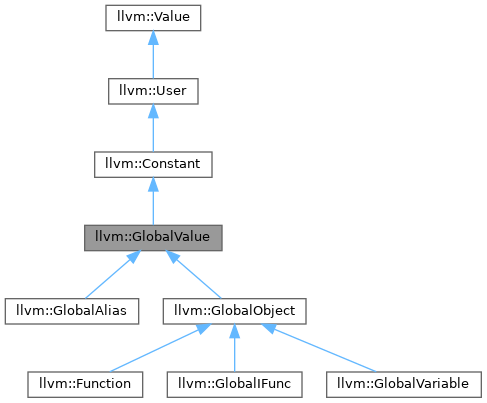 llvm::Value
llvm::User
llvm::Constant
llvm::GlobalValue
llvm::GlobalAlias
llvm::GlobalObject
llvm::Function
llvm::GlobalIFunc
llvm::GlobalVariable